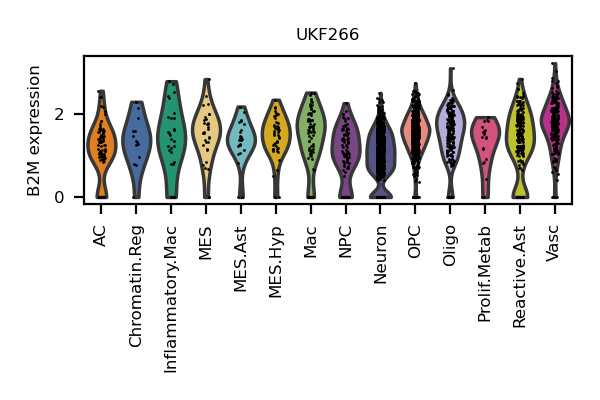 UKF266
B2M expression
2
0
AC
Chromatin.Reg
Inflammatory.Mac
MES
MES.Ast
MES.Hyp
Mac
NPC
Neuron
OPC
Oligo
Prolif.Metab
Reactive.Ast
Vasc